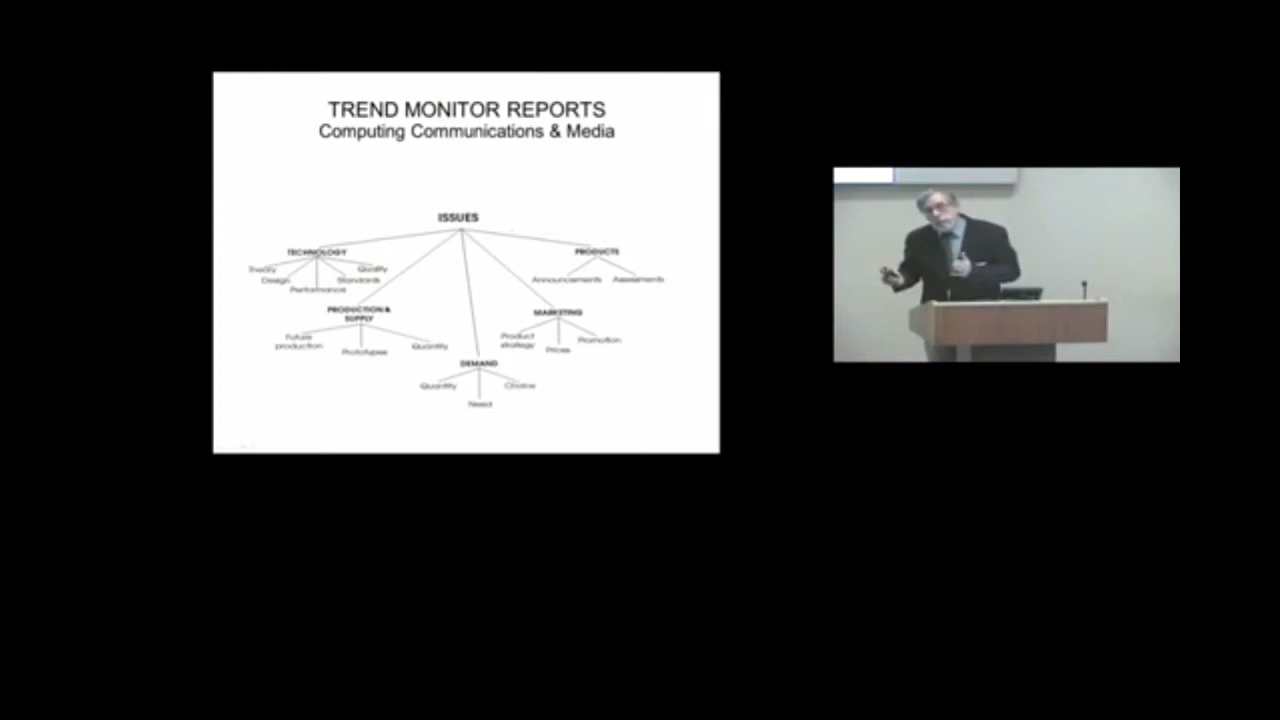 TREND MONITOR REPORTS
Computing Communications & Media
ISSUES
TECHNOLOGY
Theory
Design
Performance
Standards
Quality
PRODUCTION &
SUPPLY
Future
production
Prototypes
Quantity
DEMAND
Quantity
Need
Choice
MARKETING
Product
strategy
Prices
Promotion
PRODUCTS
Announcements
Assessments